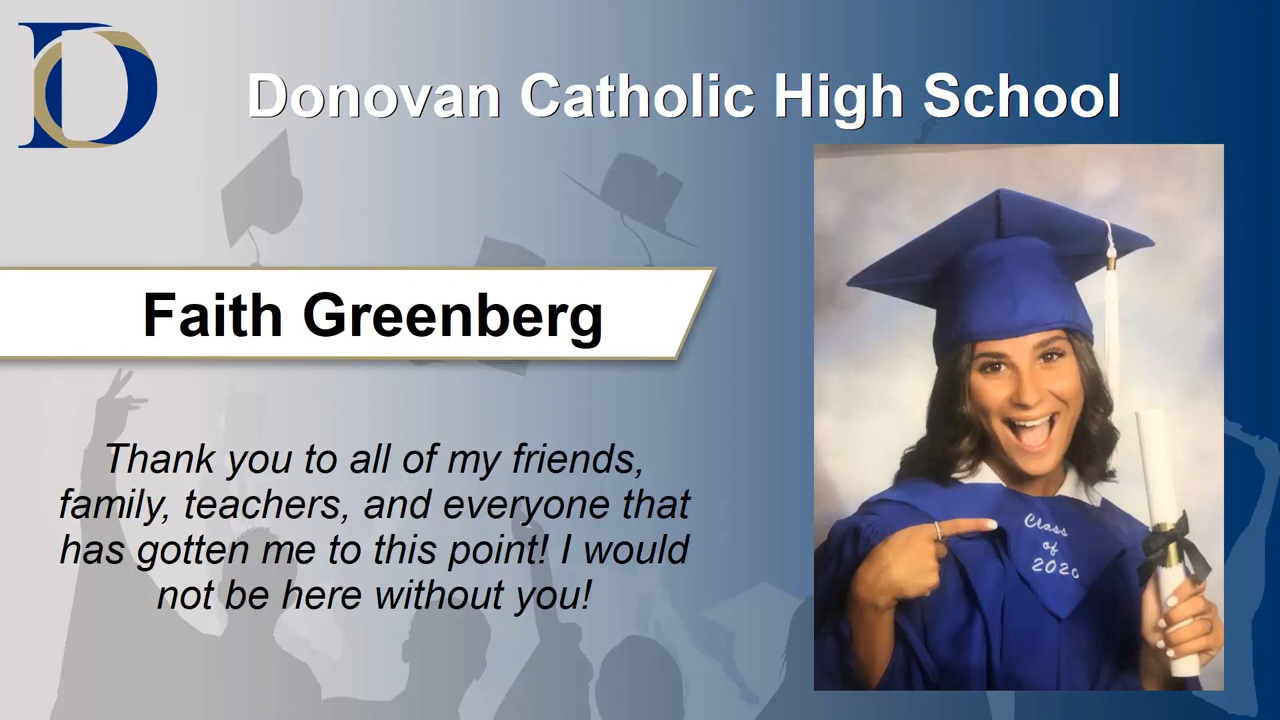 Donovan Catholic High School
Faith Greenberg
Thank you to all of my friends,
family, teachers, and everyone that
has gotten me to this point! I would
not be here without you!
Class
of
2020